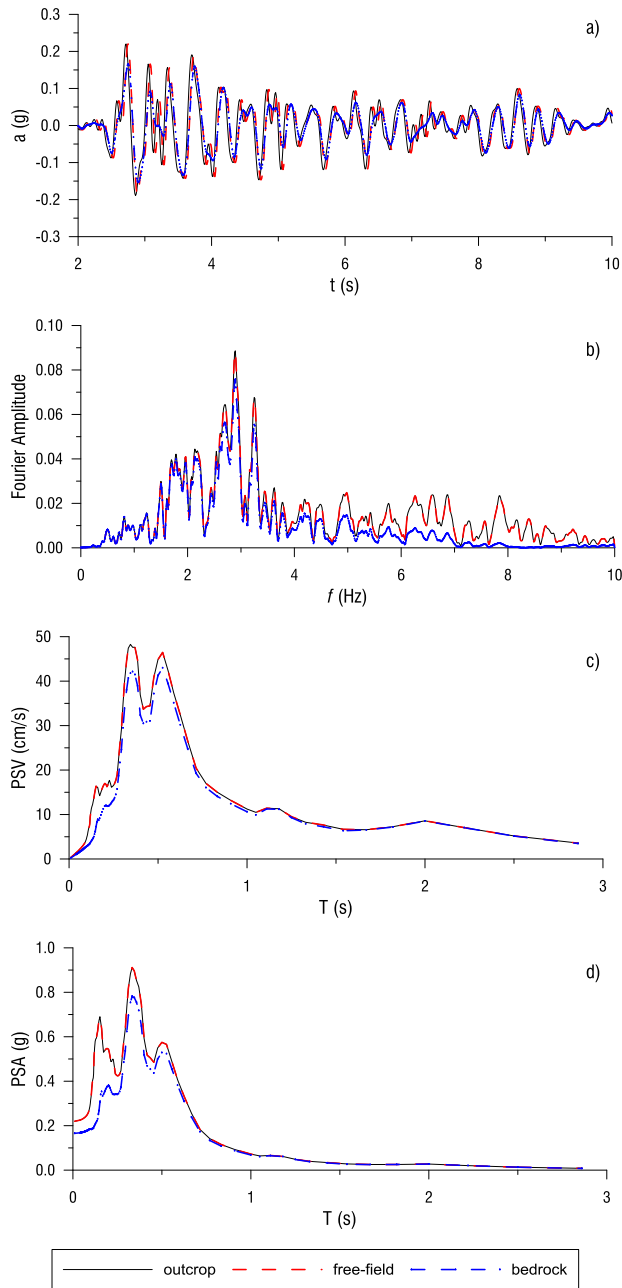 a)
0.3
0.2
0.1
0.0
-0.1
-0.2
-0.3
a (g)
2 4 6 8 10
t (s)
b)
0.10
0.08
0.06
0.04
0.02
0.00
Fourier Amplitude
0 2 4 6 8 10
f (Hz)
c)
50
40
30
20
10
0
PSV (cm/s)
0 1 2 3
T (s)
d)
1.0
0.8
0.6
0.4
0.2
0.0
PSA (g)
0 1 2 3
T (s)
outcrop free-field bedrock